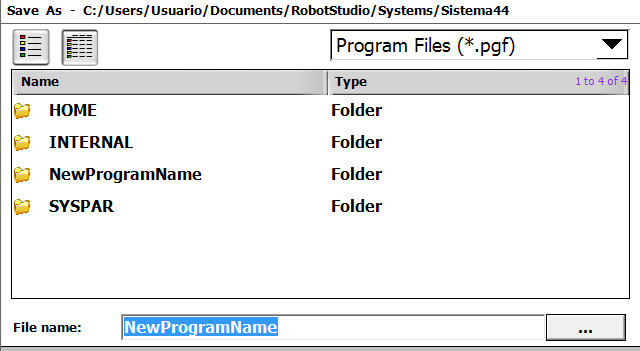 Save As - C:/Users/Usuario/Documents/RobotStudio/Systems/Sistema44
Program Files (*.pgf)
Name Type 1 to 4 of 4
HOME Folder
INTERNAL Folder
NewProgramName Folder
SYSPAR Folder
File name: NewProgramName ...